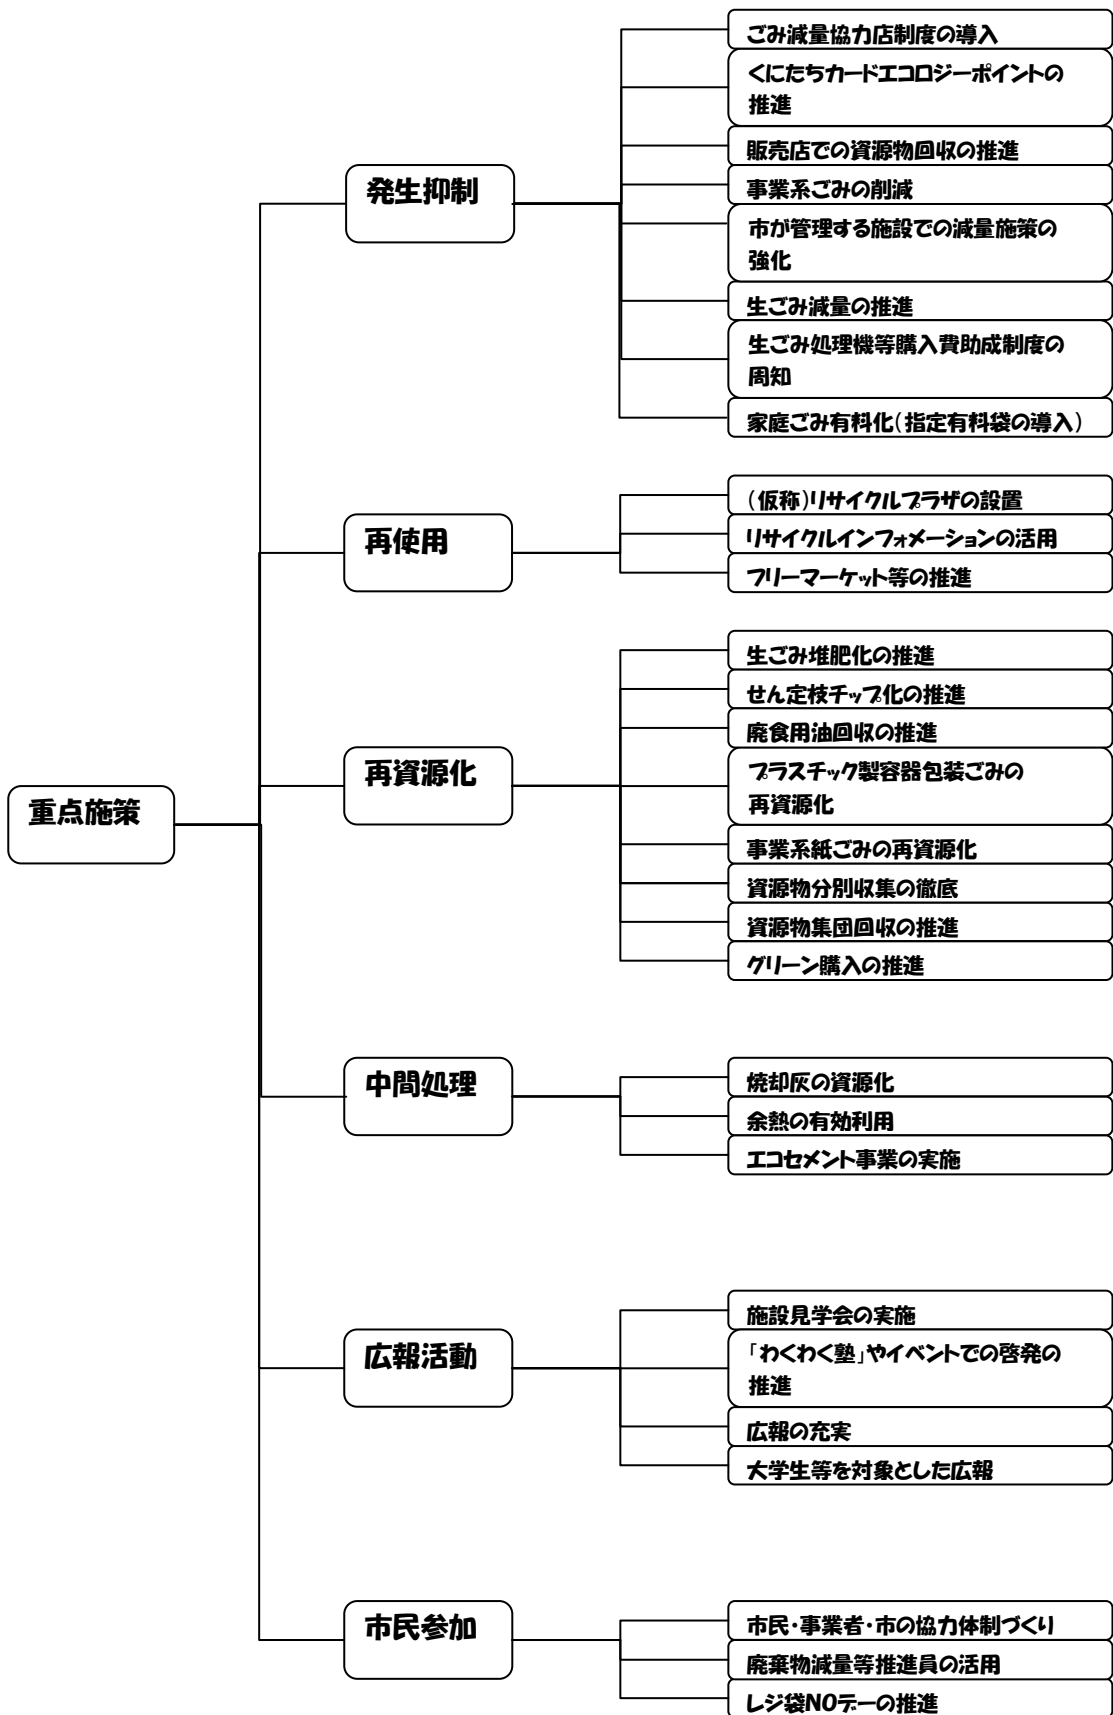 重点施策
発生抑制
ごみ減量協力店制度の導入
くにたちカードエコロジーポイントの
推進
販売店での資源物回収の推進
事業系ごみの削減
市が管理する施設での減量施策の
強化
生ごみ減量の推進
生ごみ処理機等購入費助成制度の
周知
家庭ごみ有料化(指定有料袋の導入)
再使用
(仮称)リサイクルプラザの設置
リサイクルインフォメーションの活用
フリーマーケット等の推進
再資源化
生ごみ堆肥化の推進
せん定枝チップ化の推進
廃食用油回収の推進
プラスチック製容器包装ごみの
再資源化
事業系紙ごみの再資源化
資源物分別収集の徹底
資源物集団回収の推進
グリーン購入の推進
中間処理
焼却灰の資源化
余熱の有効利用
エコセメント事業の実施
広報活動
施設見学会の実施
「わくわく塾」やイベントでの啓発の
推進
広報の充実
大学生等を対象とした広報
市民参加
市民・事業者・市の協力体制づくり
廃棄物減量等推進員の活用
レジ袋NOデーの推進